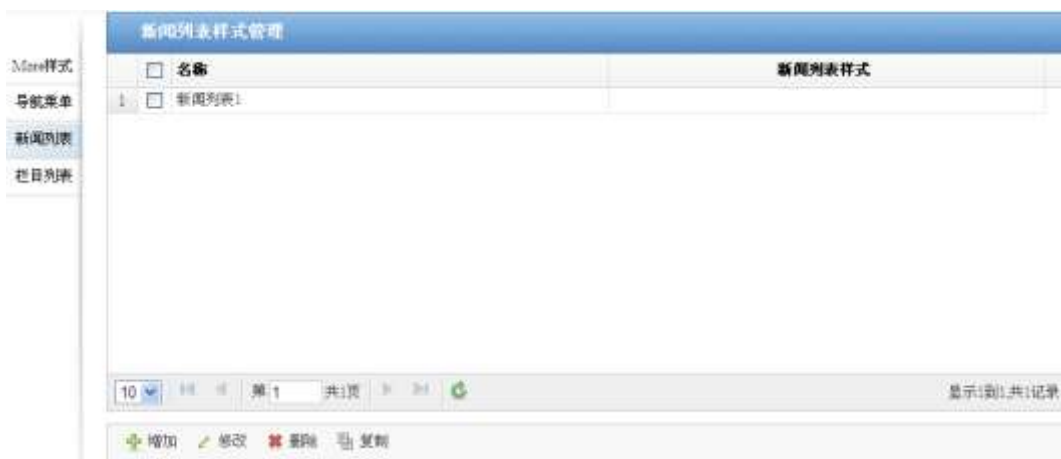 新闻列表样式管理
More样式
导航菜单
新闻列表
栏目列表
名称 新闻列表样式
1 新闻列表1
10 第 1 共1页 显示1到1,共1记录
增加 修改 删除 复制